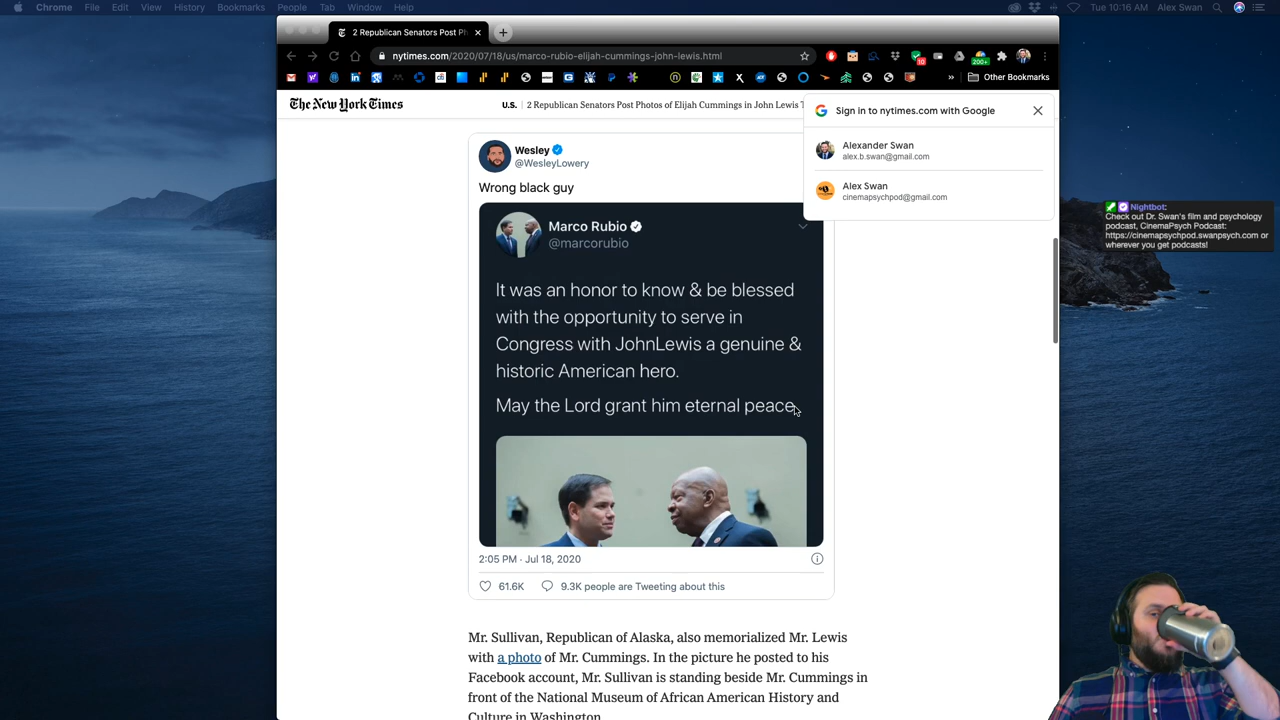 Chrome File Edit View History Bookmarks People Tab Window Help
Tue 10:16 AM Alex Swan
2 Republican Senators Post Ph
nytimes.com/2020/07/18/us/marco-rubio-elijah-cummings-john-lewis.html
10
200+
Other Bookmarks
The New York Times
U.S. | 2 Republican Senators Post Photos of Elijah Cummings in John Lewis T
Sign in to nytimes.com with Google
Alexander Swan
alex.b.swan@gmail.com
Alex Swan
cinemapsychpod@gmail.com
Nightbot:
Check out Dr. Swan's film and psychology
podcast, CinemaPsych Podcast:
https://cinemapsychpod.swanpsych.com or
wherever you get podcasts!
Wesley
@WesleyLowery
Wrong black guy
Marco Rubio
@marcorubio
It was an honor to know & be blessed
with the opportunity to serve in
Congress with JohnLewis a genuine &
historic American hero.
May the Lord grant him eternal peace
2:05 PM · Jul 18, 2020
61.6K 9.3K people are Tweeting about this
Mr. Sullivan, Republican of Alaska, also memorialized Mr. Lewis
with a photo of Mr. Cummings. In the picture he posted to his
Facebook account, Mr. Sullivan is standing beside Mr. Cummings in
front of the National Museum of African American History and
Culture in Washington